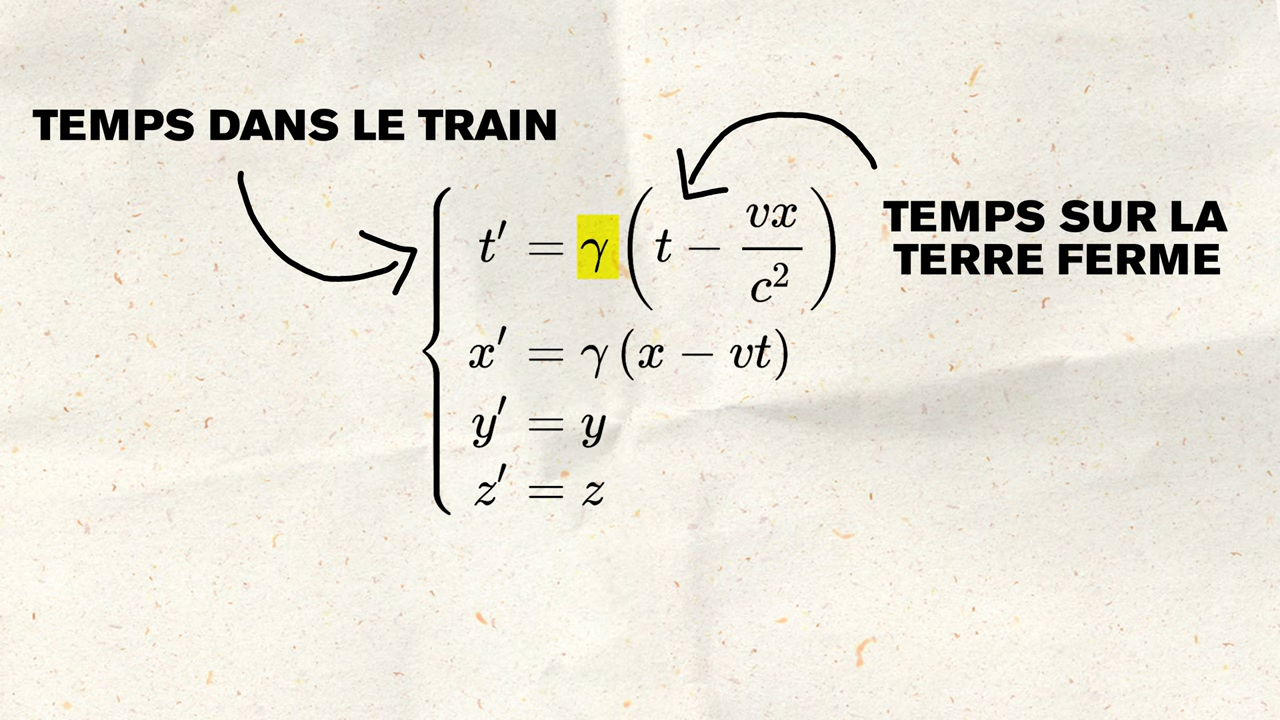 TEMPS DANS LE TRAIN
TEMPS SUR LA
TERRE FERME
t′ = γ(t − vx/c²)
x′ = γ(x − vt)
y′ = y
z′ = z